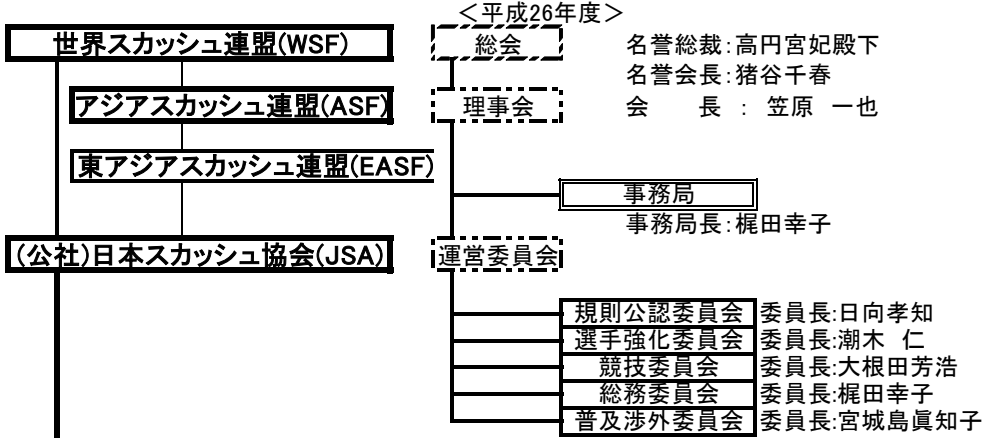 ＜平成26年度＞
世界スカッシュ連盟(WSF)
総会
名誉総裁：高円宮妃殿下
名誉会長：猪谷千春
アジアスカッシュ連盟(ASF)
理事会
会　　長　：　笠原　一也
東アジアスカッシュ連盟(EASF)
事務局
事務局長：梶田幸子
(公社)日本スカッシュ協会(JSA)
運営委員会
規則公認委員会 委員長:日向孝知
選手強化委員会 委員長:潮木　仁
競技委員会 委員長:大根田芳浩
総務委員会 委員長:梶田幸子
普及渉外委員会 委員長:宮城島眞知子